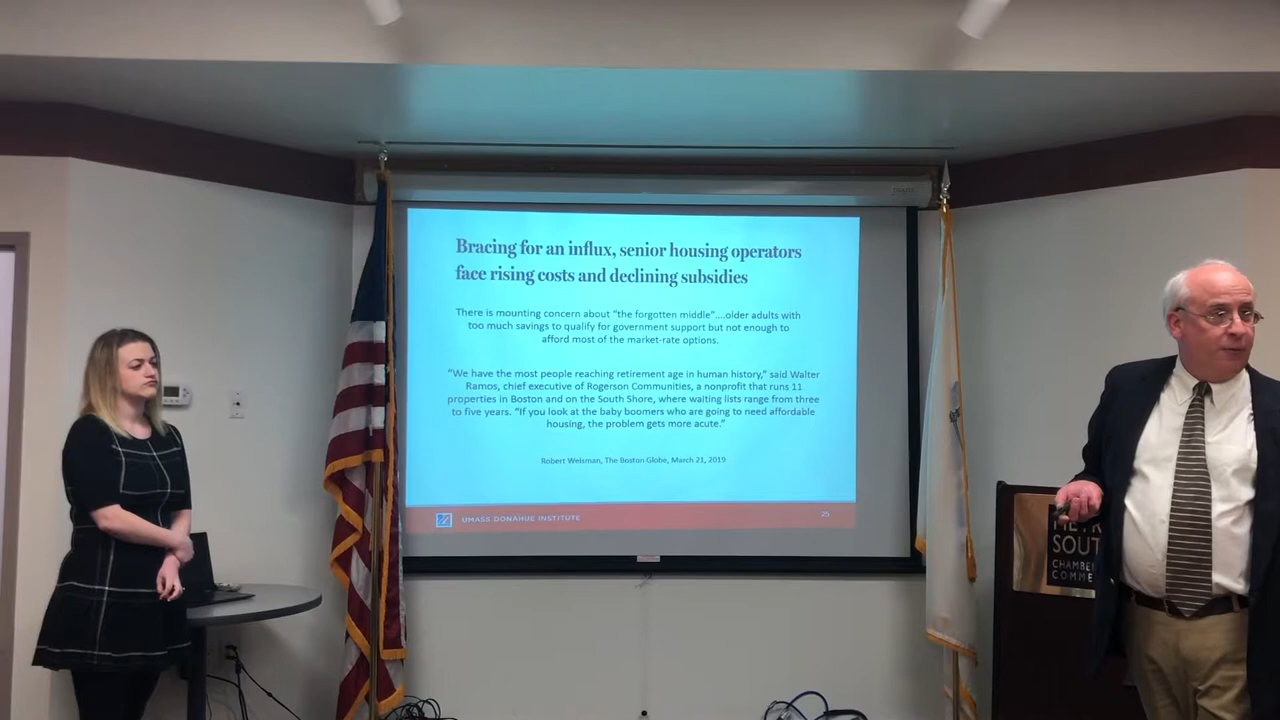 Bracing for an influx, senior housing operators
face rising costs and declining subsidies
There is mounting concern about “the forgotten middle”....older adults with
too much savings to qualify for government support but not enough to
afford most of the market-rate options.
“We have the most people reaching retirement age in human history,” said Walter
Ramos, chief executive of Rogerson Communities, a nonprofit that runs 11
properties in Boston and on the South Shore, where waiting lists range from three
to five years. “If you look at the baby boomers who are going to need affordable
housing, the problem gets more acute.”
Robert Weisman, The Boston Globe, March 21, 2019
UMASS DONAHUE INSTITUTE
25
METR
SOUT
CHAMBE
COMME